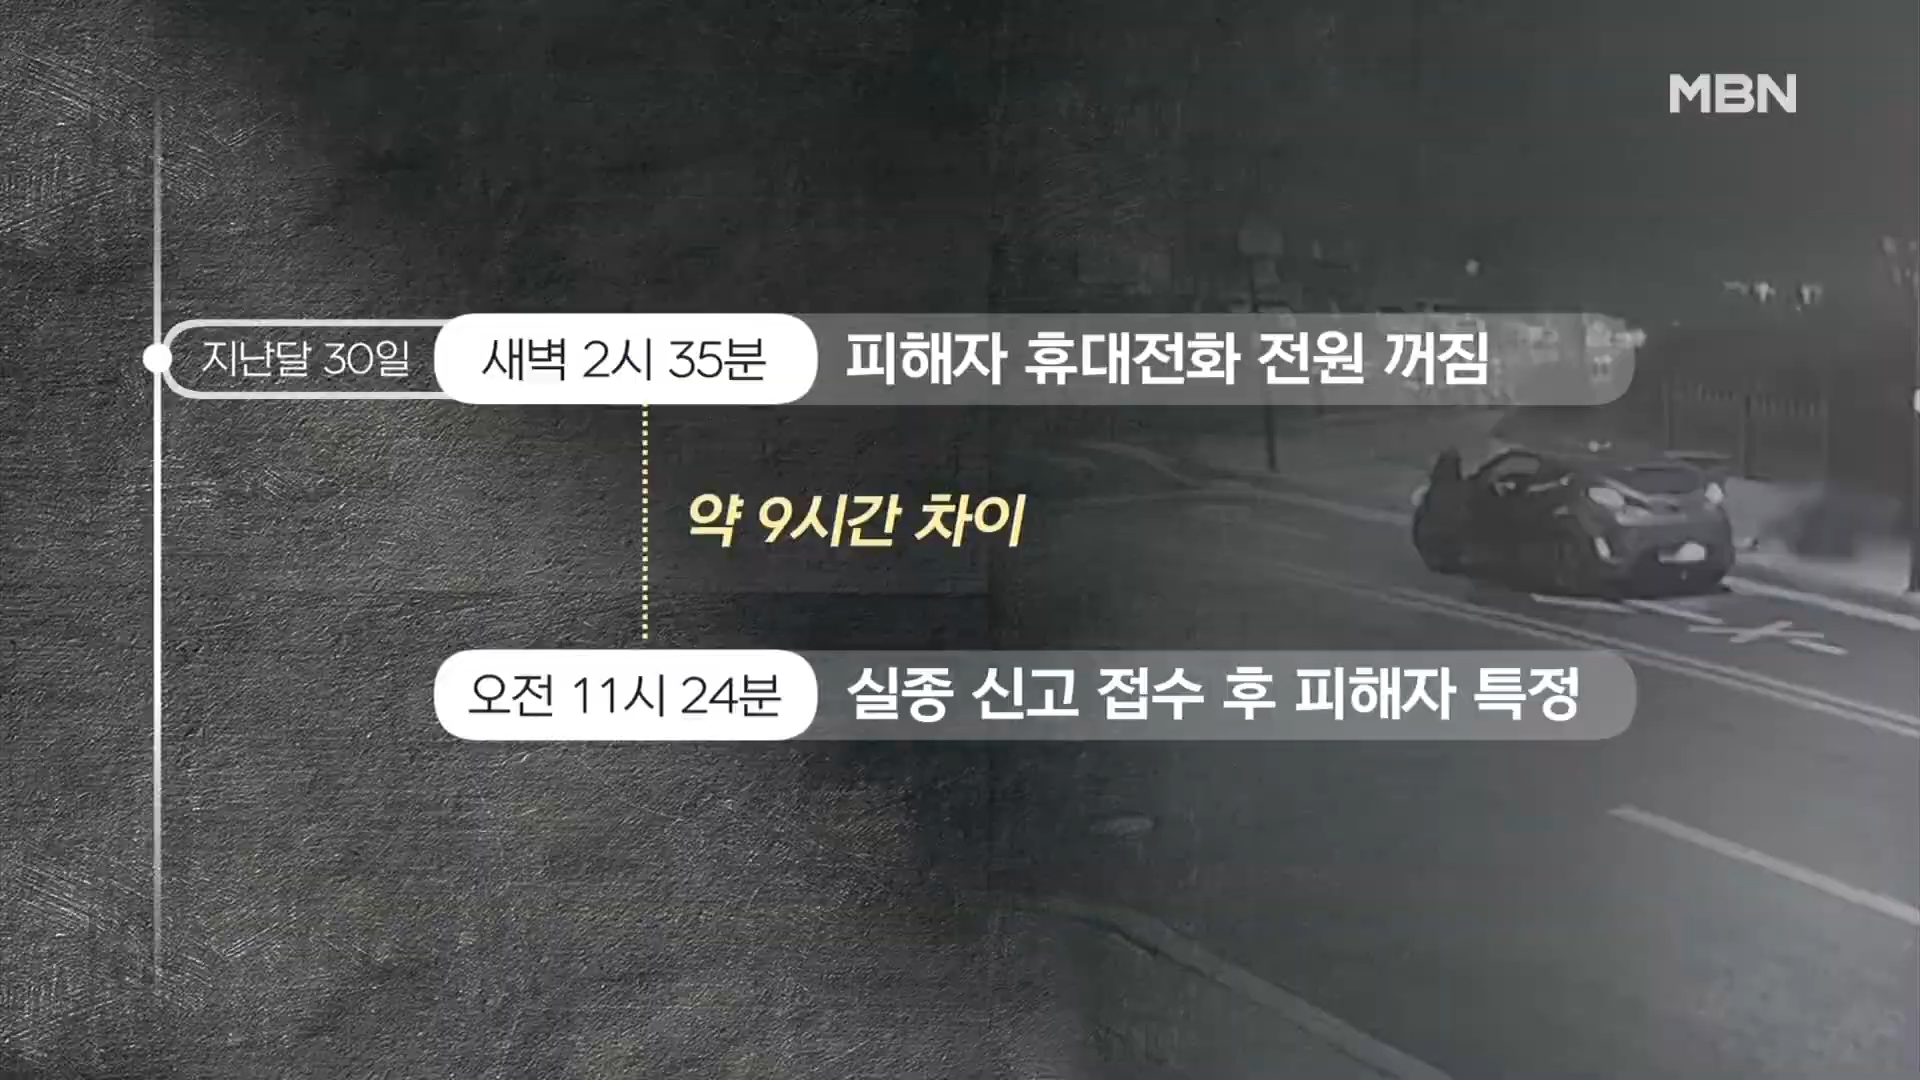 MBN
지난달 30일 새벽 2시 35분 피해자 휴대전화 전원 꺼짐
약 9시간 차이
오전 11시 24분 실종 신고 접수 후 피해자 특정